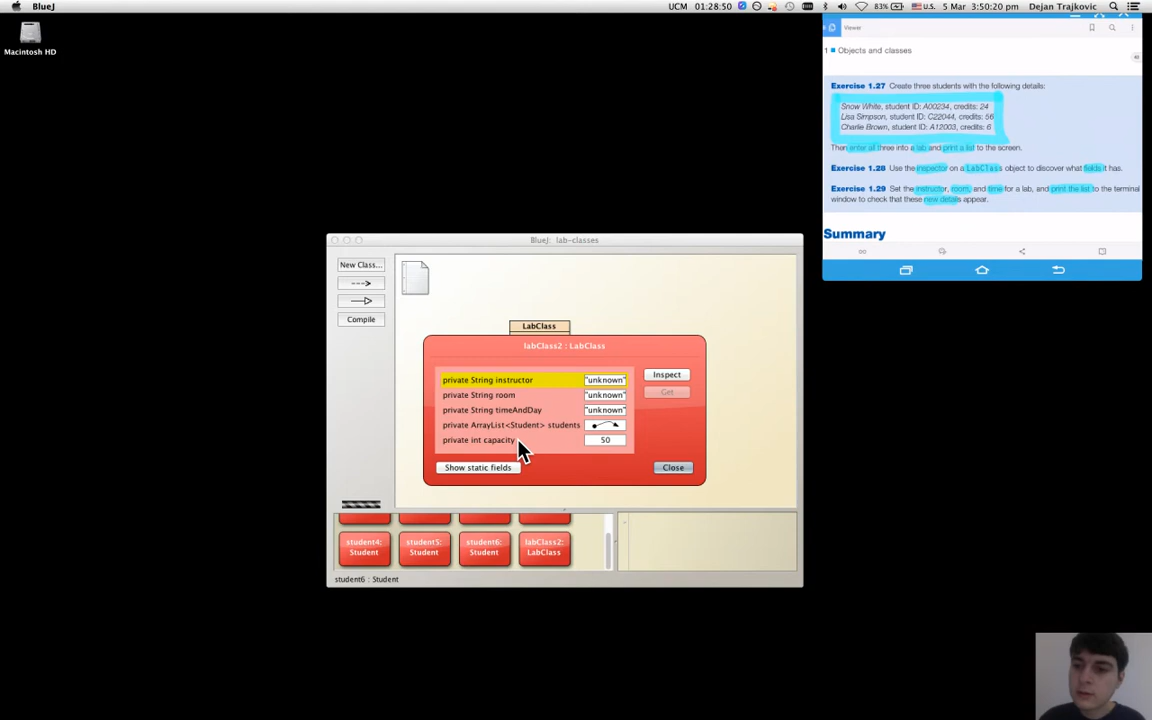 BlueJ
UCM
01:28:50
83%
U.S.
5 Mar 3:50:20 pm
Dejan Trajkovic
Macintosh HD
Viewer
1 Objects and classes
Exercise 1.27 Create three students with the following details:
Snow White, student ID: A00234, credits: 24
Lisa Simpson, student ID: C22044, credits: 56
Charlie Brown, student ID: A12003, credits: 6
Then enter all three into a lab and print a list to the screen.
Exercise 1.28 Use the inspector on a LabClass object to discover what fields it has.
Exercise 1.29 Set the instructor, room, and time for a lab, and print the list to the terminal
window to check that these new details appear.
Summary
BlueJ: lab-classes
New Class...
Compile
LabClass
labClass2 : LabClass
private String instructor
"unknown"
private String room
"unknown"
private String timeAndDay
"unknown"
private ArrayList<Student> students
private int capacity
50
Inspect
Get
Show static fields
Close
student4:
Student
student5:
Student
student6:
Student
labClass2:
LabClass
student6 : Student